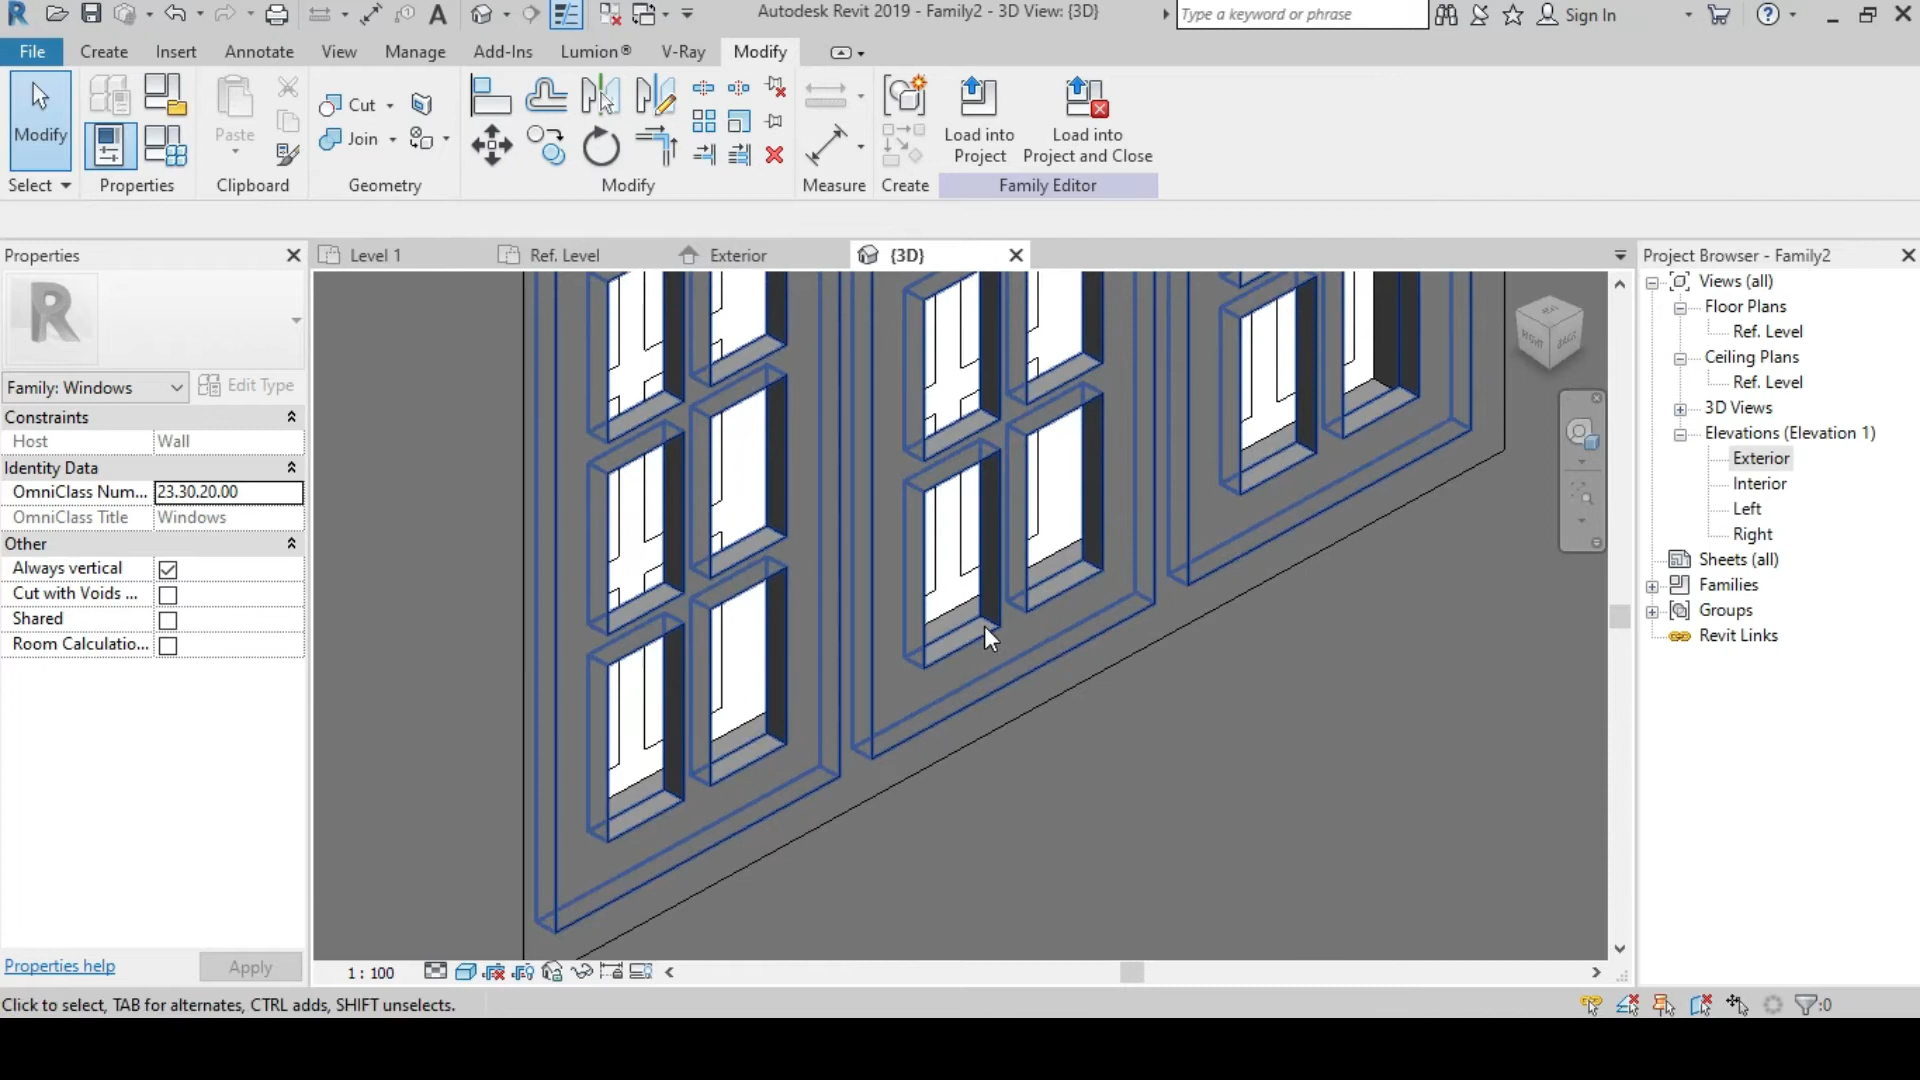 Autodesk Revit 2019 - Family2 - 3D View: {3D}
Type a keyword or phrase
Sign In
File
Create
Insert
Annotate
View
Manage
Add-Ins
Lumion®
V-Ray
Modify
Modify
Paste
Cut
Join
Load into
Project
Load into
Project and Close
Select
Properties
Clipboard
Geometry
Modify
Measure
Create
Family Editor
Properties
Level 1
Ref. Level
Exterior
{3D}
Project Browser - Family2
Family: Windows
Edit Type
Constraints
Host
Wall
Identity Data
OmniClass Num...
23.30.20.00
OmniClass Title
Windows
Other
Always vertical
Cut with Voids ...
Shared
Room Calculatio...
Properties help
Apply
RIGHT
BACK
Views (all)
Floor Plans
Ref. Level
Ceiling Plans
Ref. Level
3D Views
Elevations (Elevation 1)
Exterior
Interior
Left
Right
Sheets (all)
Families
Groups
Revit Links
1 : 100
Click to select, TAB for alternates, CTRL adds, SHIFT unselects.
:0